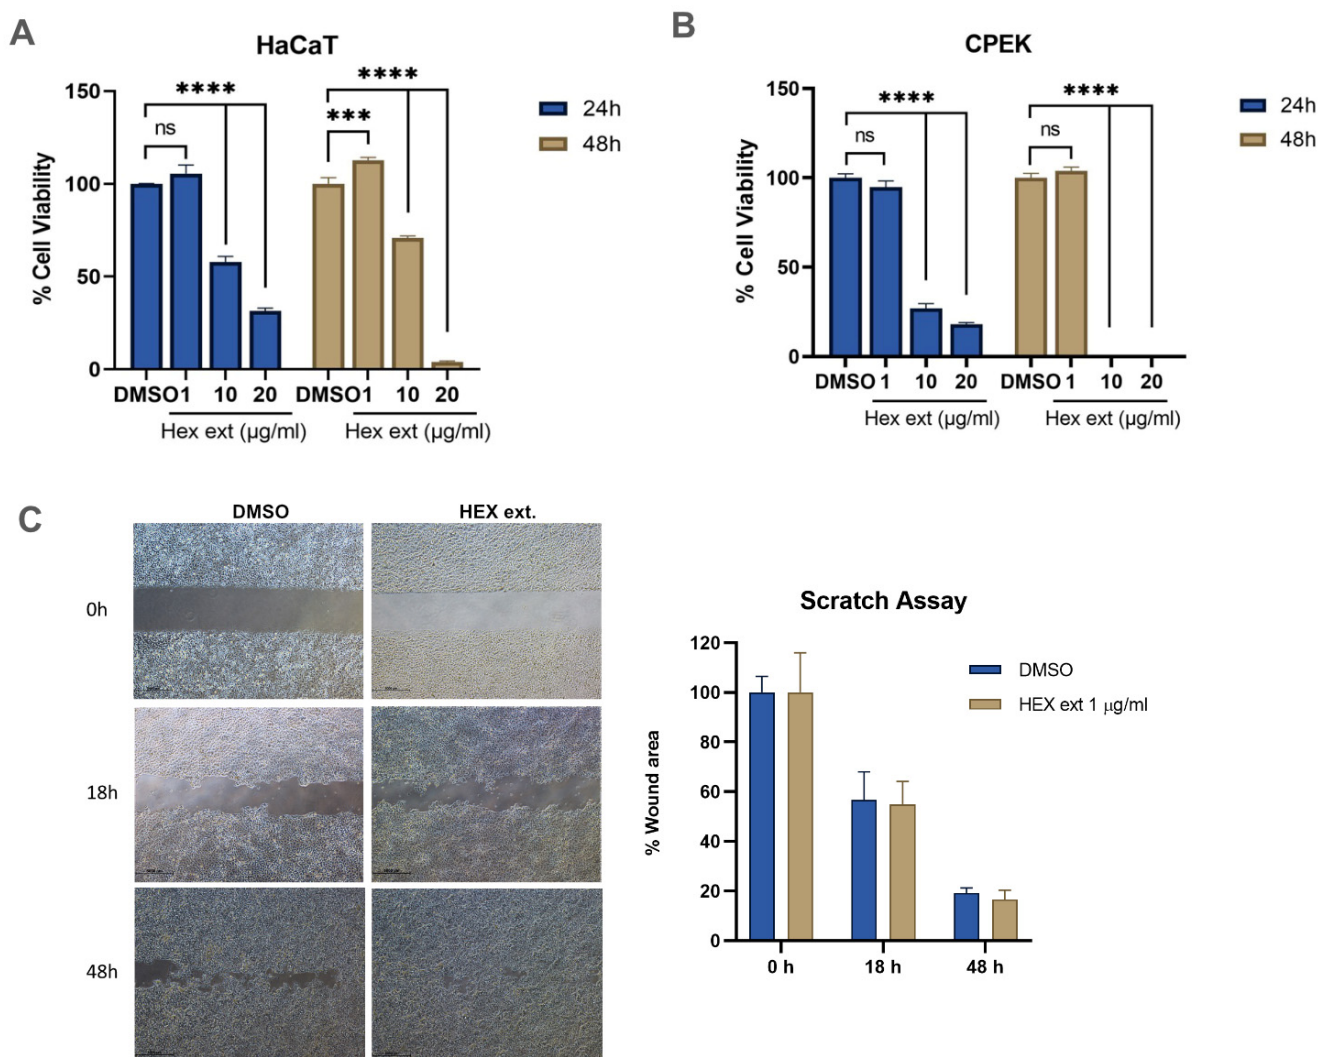 A
HaCaT
% Cell Viability
150
100
50
0
ns
****
***
****
24h
48h
DMSO 1 10 20 DMSO 1 10 20
Hex ext (µg/ml) Hex ext (µg/ml)
B
CPEK
% Cell Viability
150
100
50
0
ns
****
ns
****
24h
48h
DMSO 1 10 20 DMSO 1 10 20
Hex ext (µg/ml) Hex ext (µg/ml)
C
DMSO HEX ext.
0h
18h
48h
Scratch Assay
% Wound area
120
100
80
60
40
20
0
DMSO
HEX ext 1 µg/ml
0 h 18 h 48 h